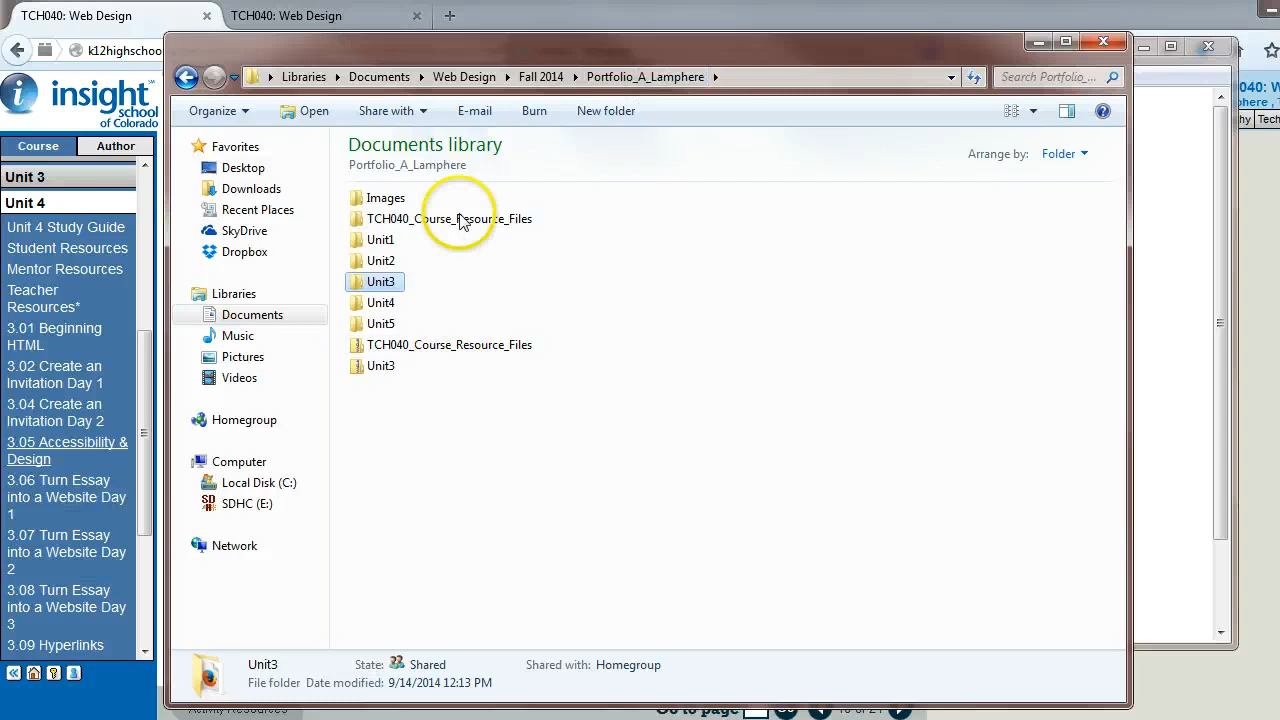 TCH040: Web Design
TCH040: Web Design
k12highschoo
Libraries
Documents
Web Design
Fall 2014
Portfolio_A_Lamphere
Search Portfolio_...
insight
school
of Colorado
Course
Author
Unit 3
Unit 4
Unit 4 Study Guide
Student Resources
Mentor Resources
Teacher
Resources*
3.01 Beginning
HTML
3.02 Create an
Invitation Day 1
3.04 Create an
Invitation Day 2
3.05 Accessibility &
Design
3.06 Turn Essay
into a Website Day
1
3.07 Turn Essay
into a Website Day
2
3.08 Turn Essay
into a Website Day
3
3.09 Hyperlinks
Organize
Open
Share with
E-mail
Burn
New folder
Favorites
Desktop
Downloads
Recent Places
SkyDrive
Dropbox
Libraries
Documents
Music
Pictures
Videos
Homegroup
Computer
Local Disk (C:)
SDHC (E:)
Network
Documents library
Portfolio_A_Lamphere
Arrange by: Folder
Images
TCH040_Course_Resource_Files
Unit1
Unit2
Unit3
Unit4
Unit5
TCH040_Course_Resource_Files
Unit3
Unit3
State: Shared
Shared with: Homegroup
File folder
Date modified: 9/14/2014 12:13 PM
040: W
phere ,
hy Tech
Go to page